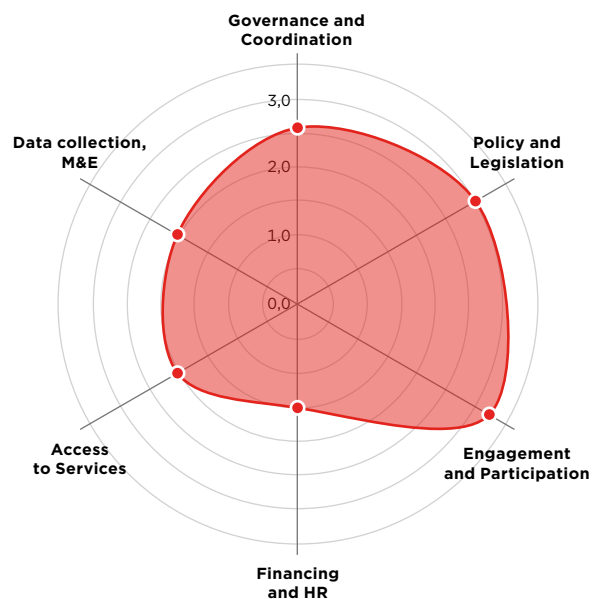 Governance and
Coordination
3,0
Data collection,
M&E
Policy and
Legislation
2,0
1,0
0,0
Access
to Services
Engagement
and Participation
Financing
and HR